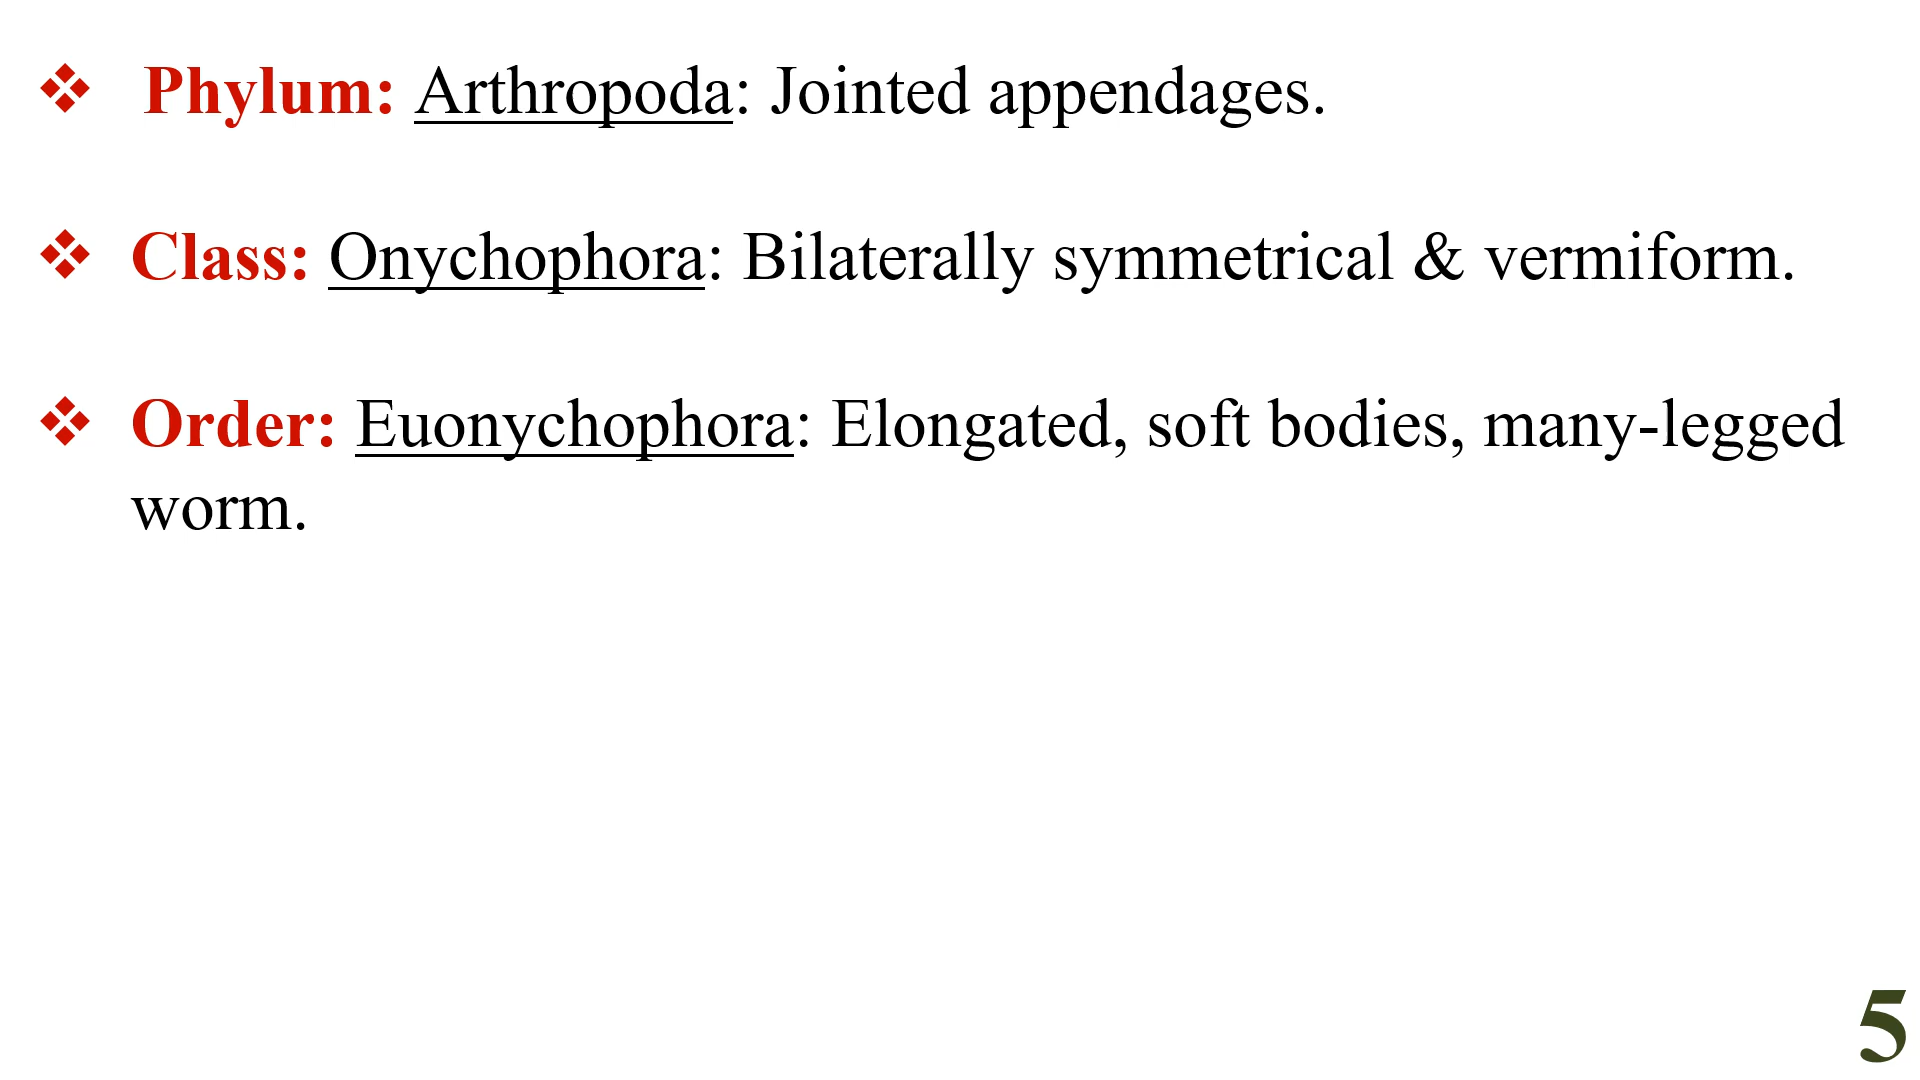 ❖ Phylum: Arthropoda: Jointed appendages.
❖ Class: Onychophora: Bilaterally symmetrical & vermiform.
❖ Order: Euonychophora: Elongated, soft bodies, many-legged
worm.
5